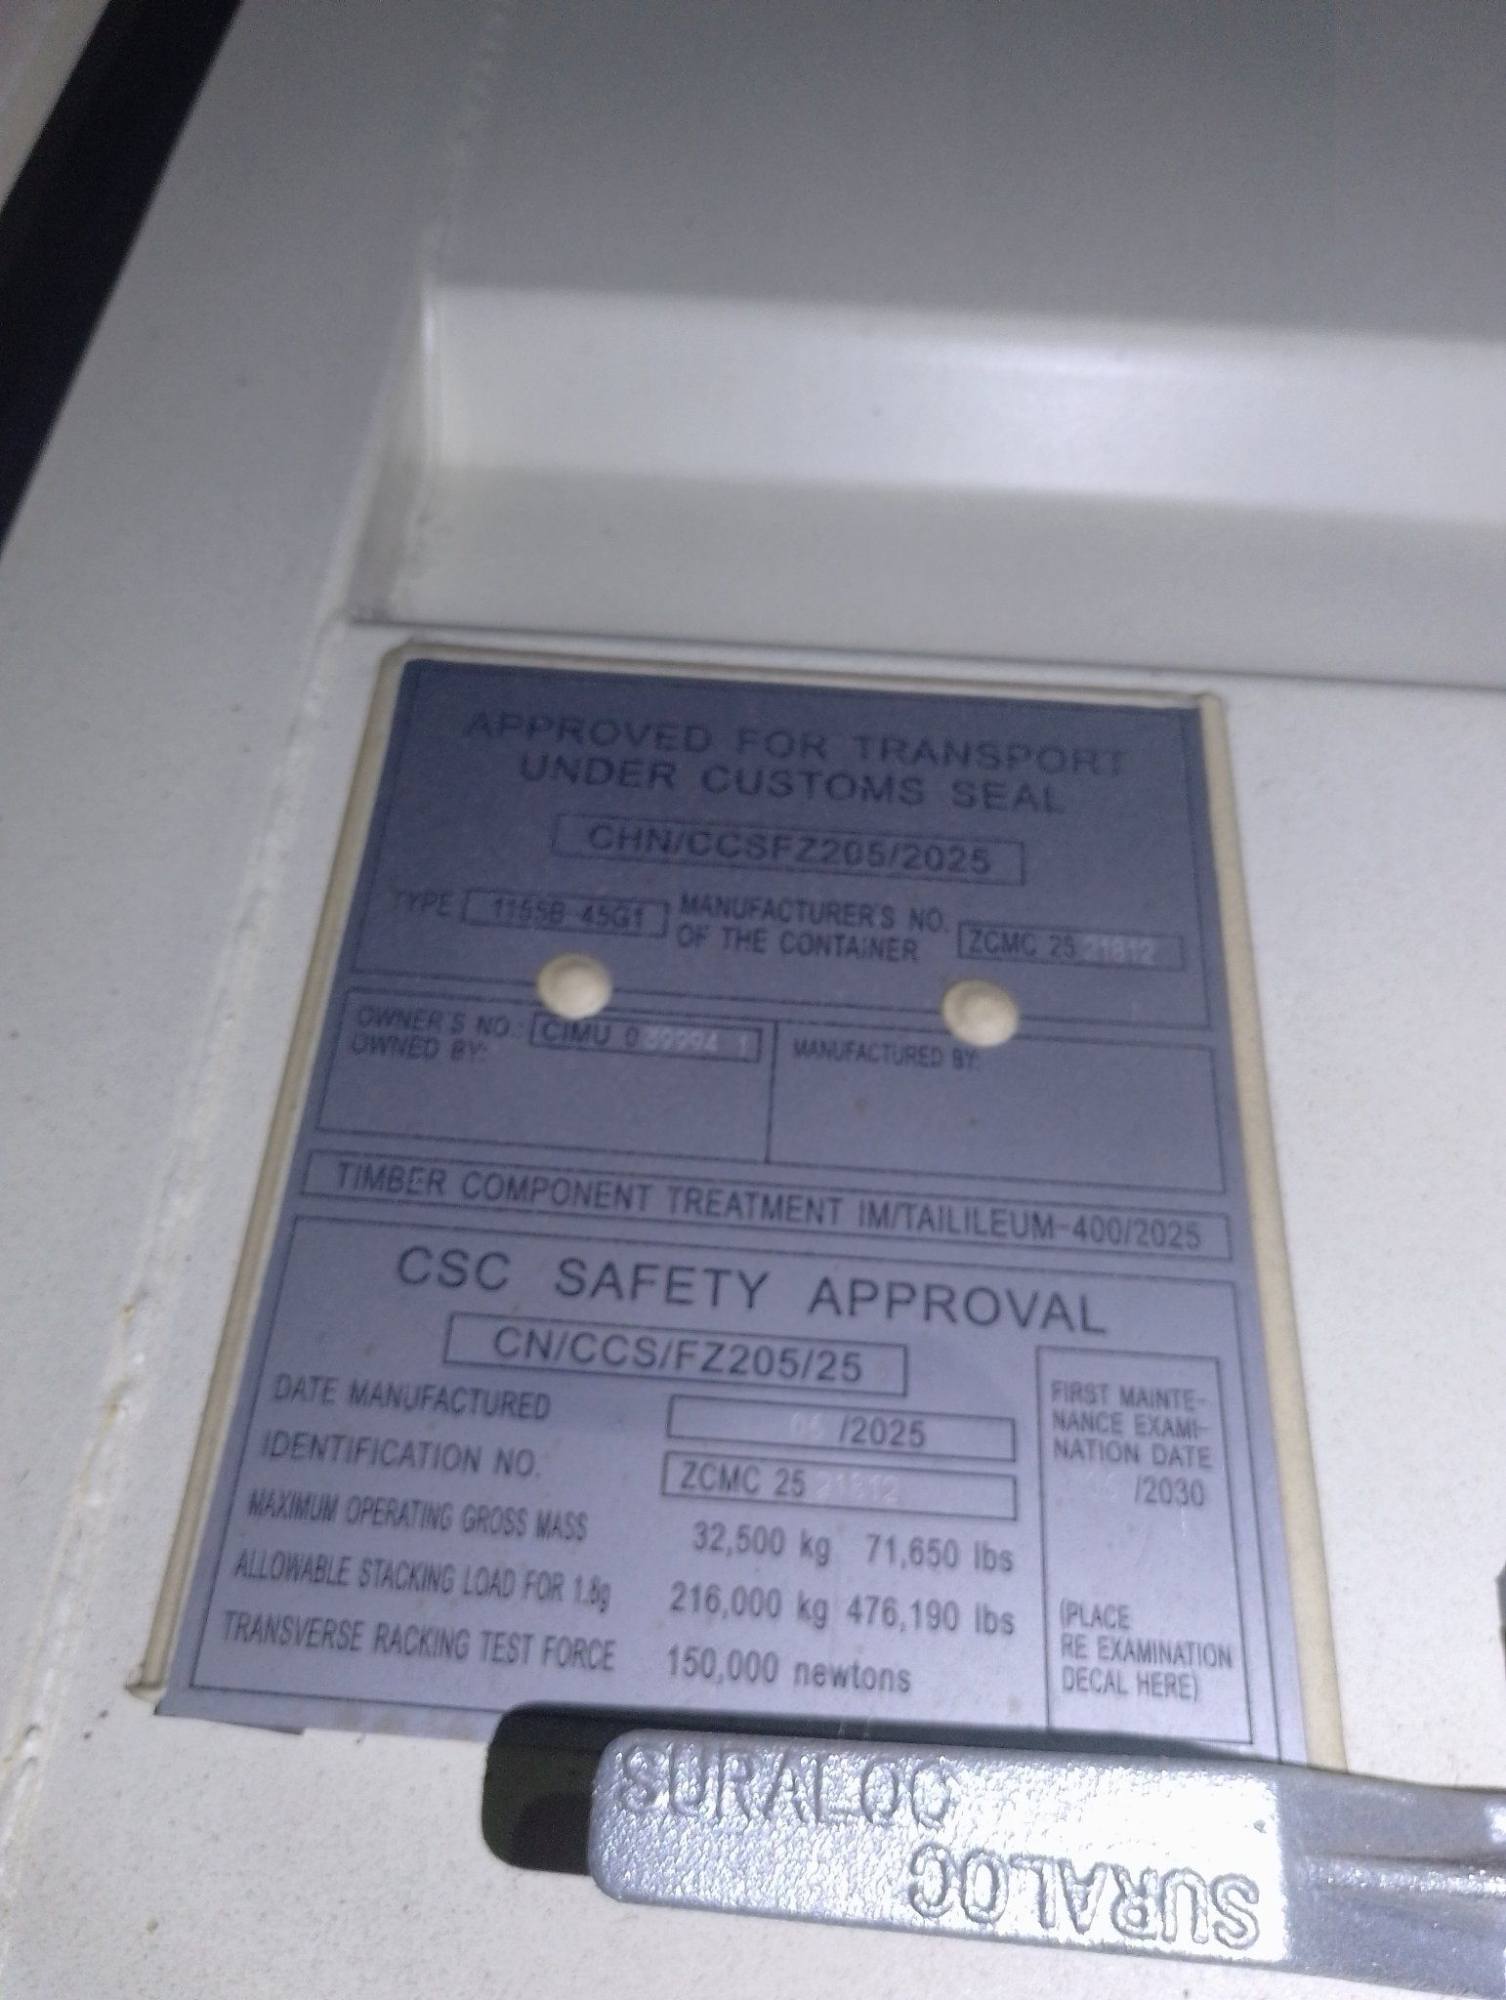 APPROVED FOR TRANSPORT
UNDER CUSTOMS SEAL
CHN/CCSFZ205/2025
TYPE 1155B 45G1 MANUFACTURER'S NO.
OF THE CONTAINER ZCMC 25
OWNER'S NO.: CIMU 0
OWNED BY:
MANUFACTURED BY:
TIMBER COMPONENT TREATMENT IM/TAILILEUM-400/2025
CSC SAFETY APPROVAL
CN/CCS/FZ205/25
DATE MANUFACTURED /2025
IDENTIFICATION NO. ZCMC 25
MAXIMUM OPERATING GROSS MASS 32,500 kg 71,650 lbs
ALLOWABLE STACKING LOAD FOR 1.8g 216,000 kg 476,190 lbs
TRANSVERSE RACKING TEST FORCE 150,000 newtons
FIRST MAINTE-
NANCE EXAMI-
NATION DATE
/2030
(PLACE
RE EXAMINATION
DECAL HERE)
SURALOC
SURALOC